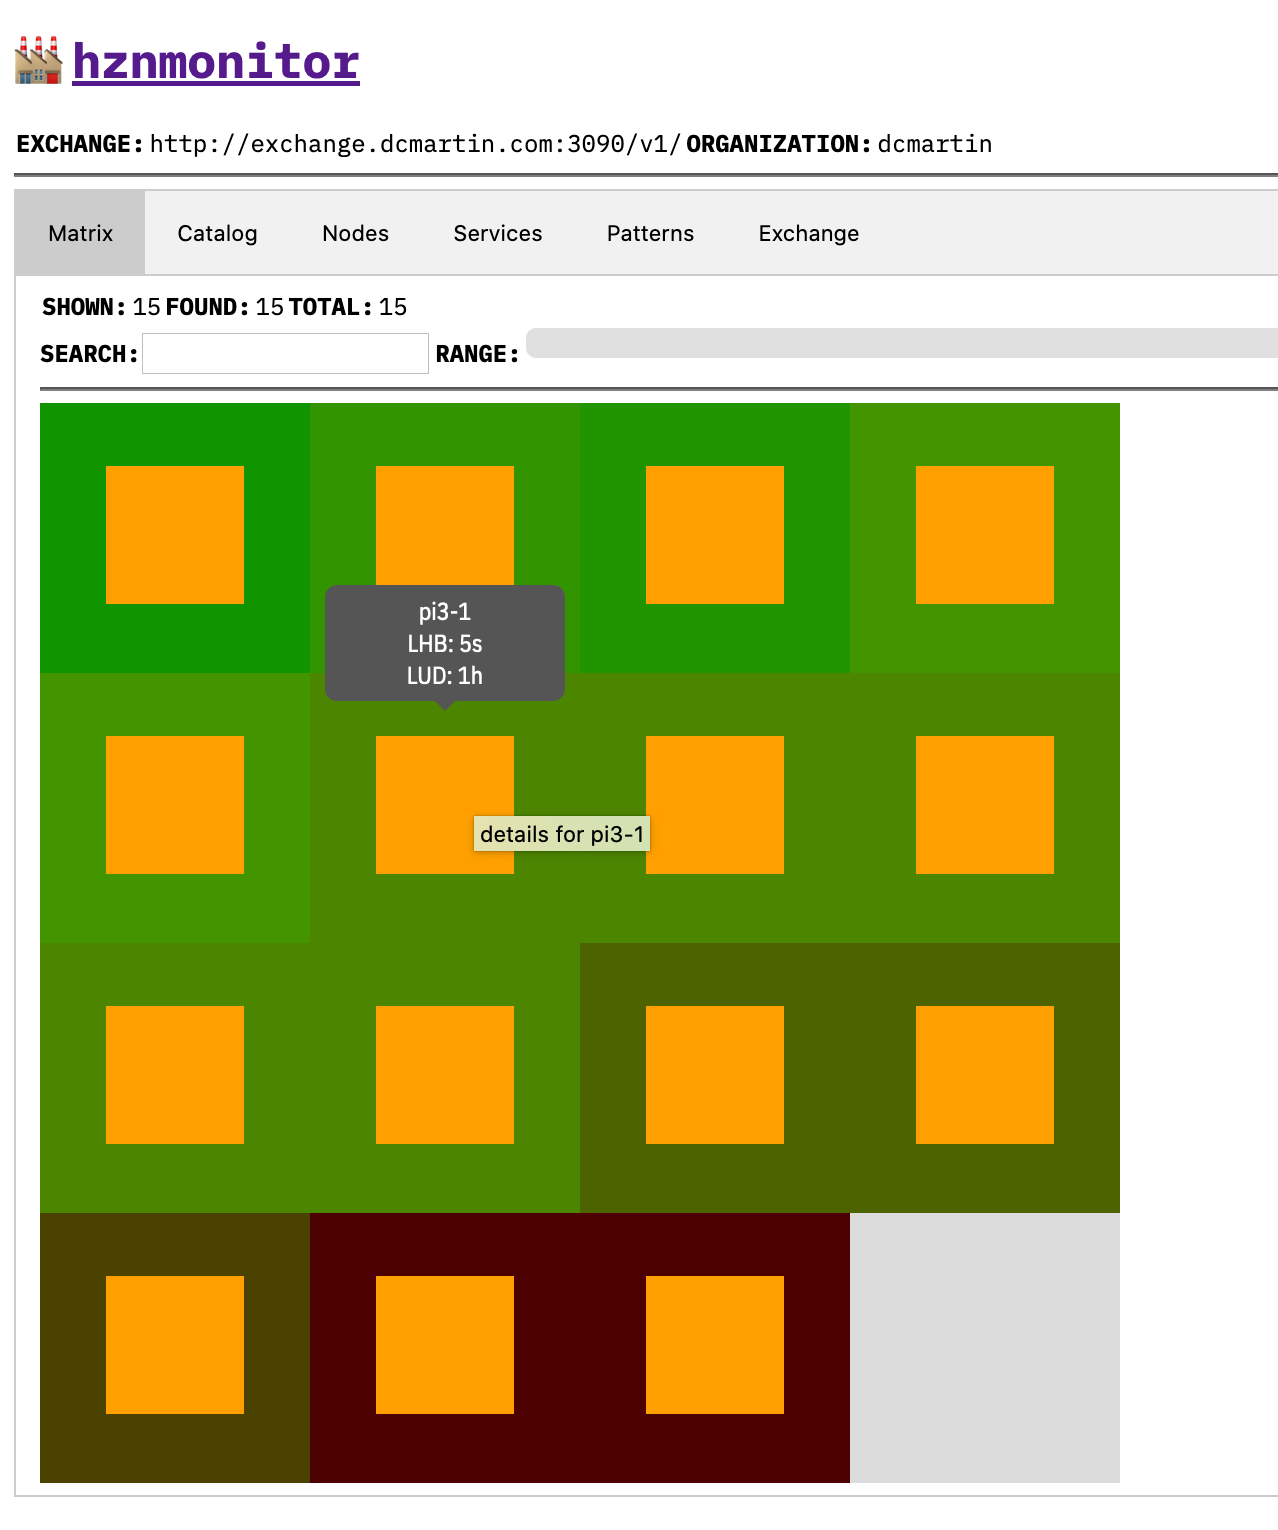 hznmonitor
EXCHANGE: http://exchange.dcmartin.com:3090/v1/ ORGANIZATION: dcmartin
Matrix Catalog Nodes Services Patterns Exchange
SHOWN: 15 FOUND: 15 TOTAL: 15
SEARCH: RANGE:
pi3-1
LHB: 5s
LUD: 1h
details for pi3-1